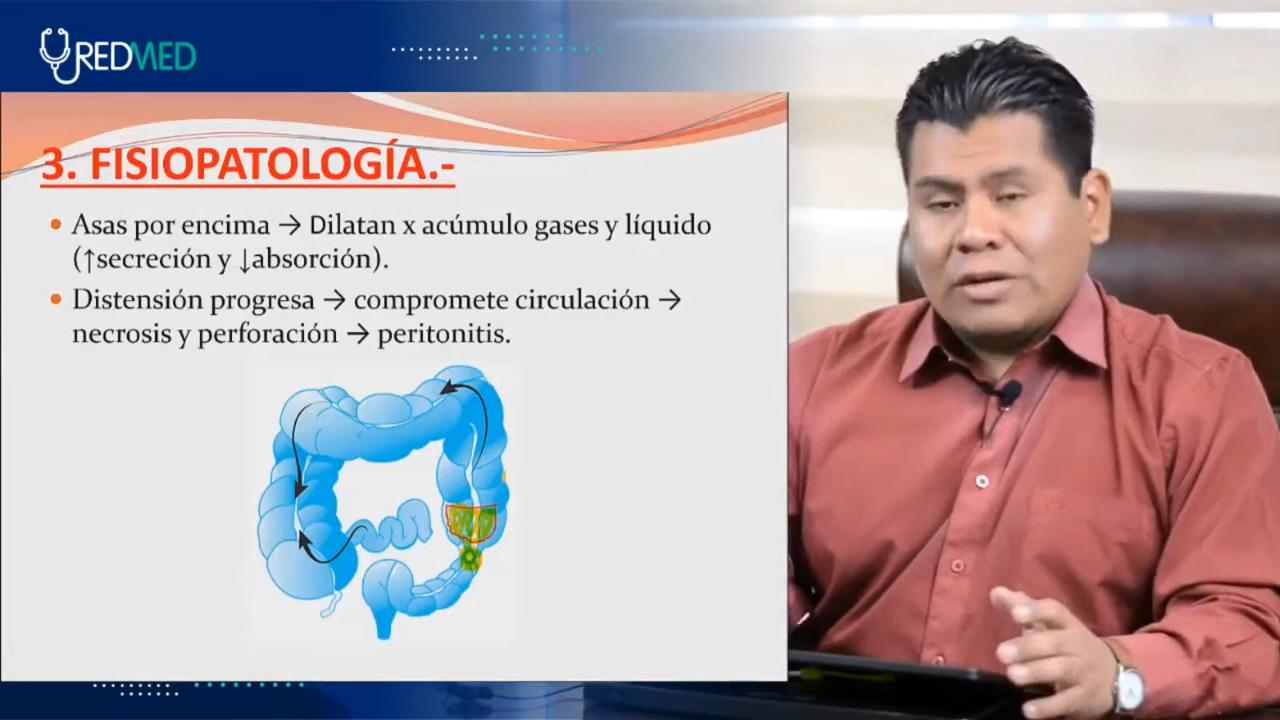 REDMED
3. FISIOPATOLOGÍA.-
• Asas por encima → Dilatan x acúmulo gases y líquido
(↑secreción y ↓absorción).
• Distensión progresa → compromete circulación →
necrosis y perforación → peritonitis.